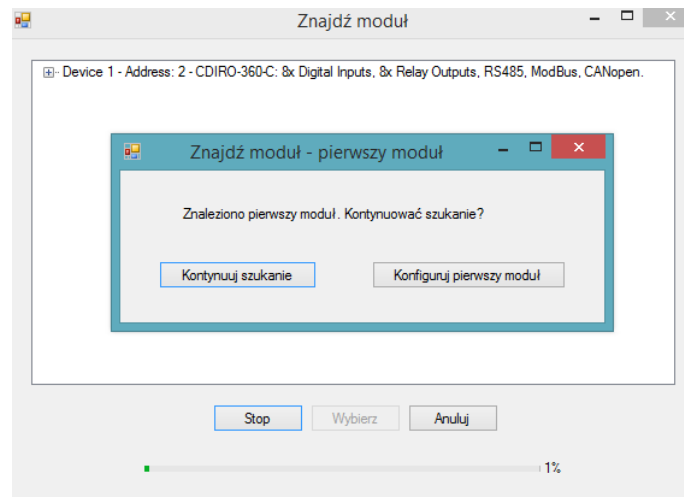 Znajdź moduł
Device 1 - Address: 2 - CDIRO-360-C: 8x Digital Inputs, 8x Relay Outputs, RS485, ModBus, CANopen.
Znajdź moduł - pierwszy moduł
Znaleziono pierwszy moduł. Kontynuować szukanie?
Kontynuuj szukanie
Konfiguruj pierwszy moduł
Stop
Wybierz
Anuluj
1%